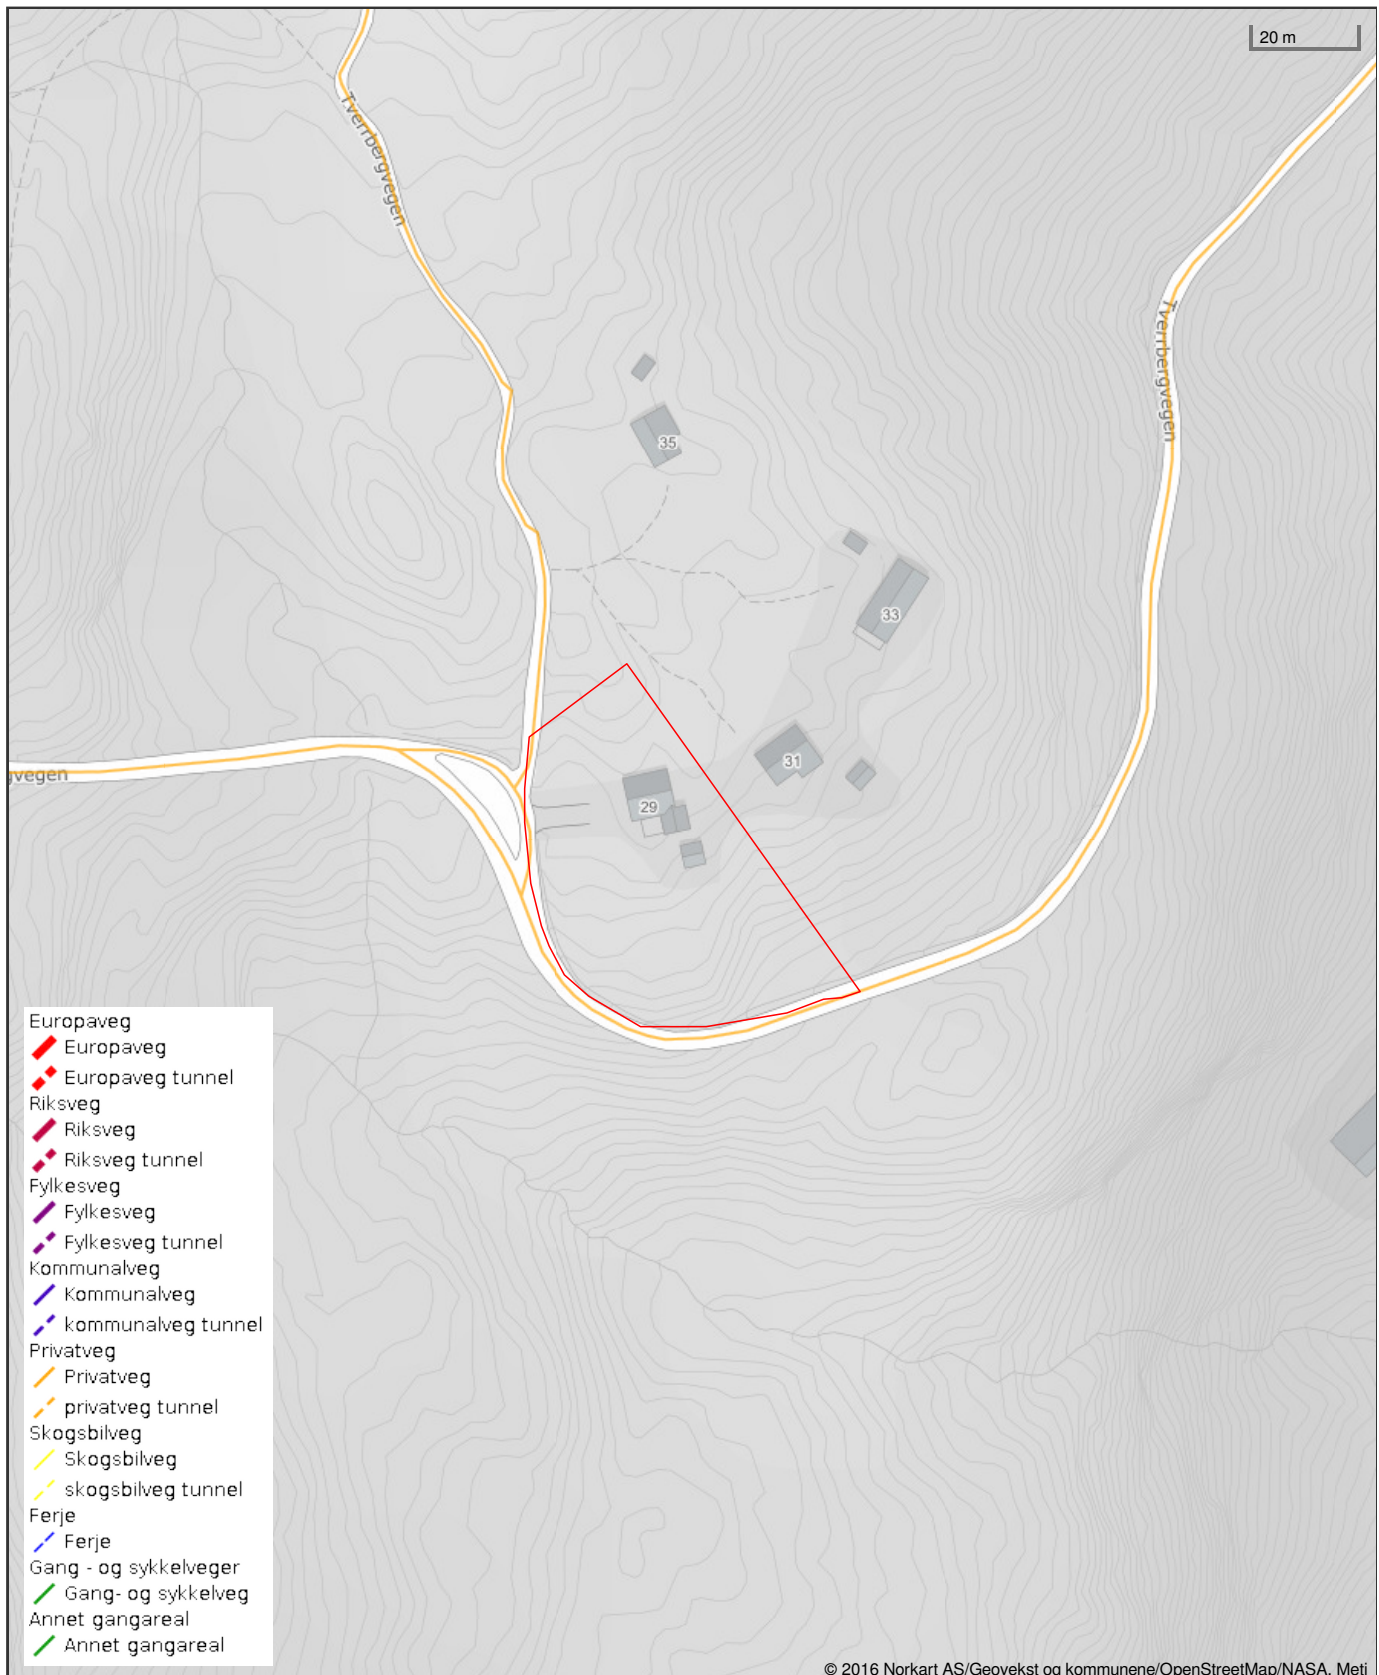 20 m
Tverrbergvegen
Tverrbergvegen
35
33
31
29
gvegen
Europaveg
Europaveg
Europaveg tunnel
Riksveg
Riksveg
Riksveg tunnel
Fylkesveg
Fylkesveg
Fylkesveg tunnel
Kommunalveg
Kommunalveg
kommunalveg tunnel
Privatveg
Privatveg
privatveg tunnel
Skogsbilveg
Skogsbilveg
skogsbilveg tunnel
Ferje
Ferje
Gang - og sykkelveger
Gang- og sykkelveg
Annet gangareal
Annet gangareal
© 2016 Norkart AS/Geovekst og kommunene/OpenStreetMap/NASA, Meti